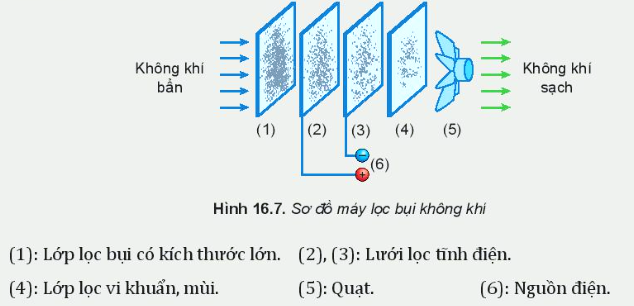 Không khí
bẩn
Không khí
sạch
(1) (2) (3) (4) (5)
−
(6)
+
Hình 16.7. Sơ đồ máy lọc bụi không khí
(1): Lớp lọc bụi có kích thước lớn. (2), (3): Lưới lọc tĩnh điện.
(4): Lớp lọc vi khuẩn, mùi. (5): Quạt. (6): Nguồn điện.